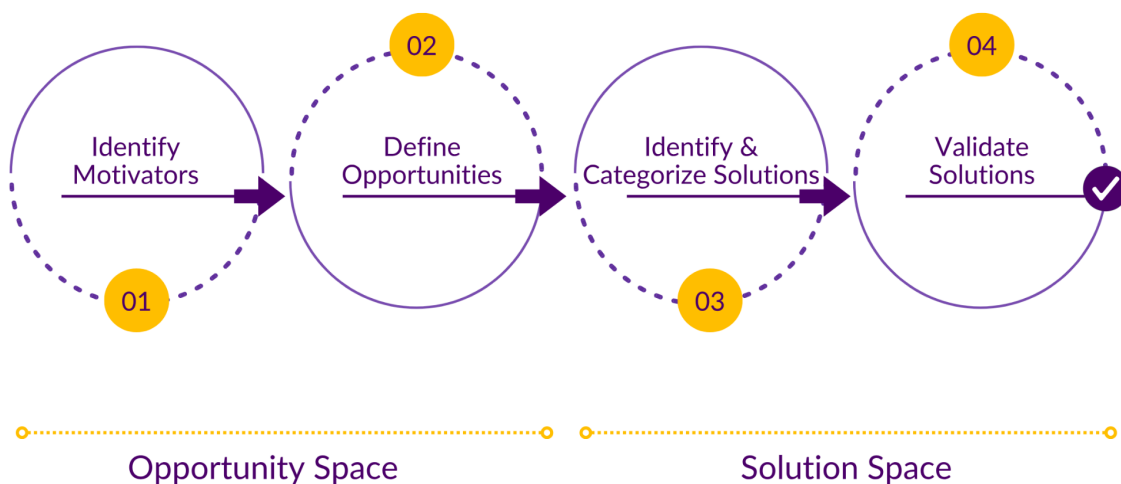 02
04
Identify
Motivators
Define
Opportunities
Identify &
Categorize Solutions
Validate
Solutions
01
03
Opportunity Space
Solution Space